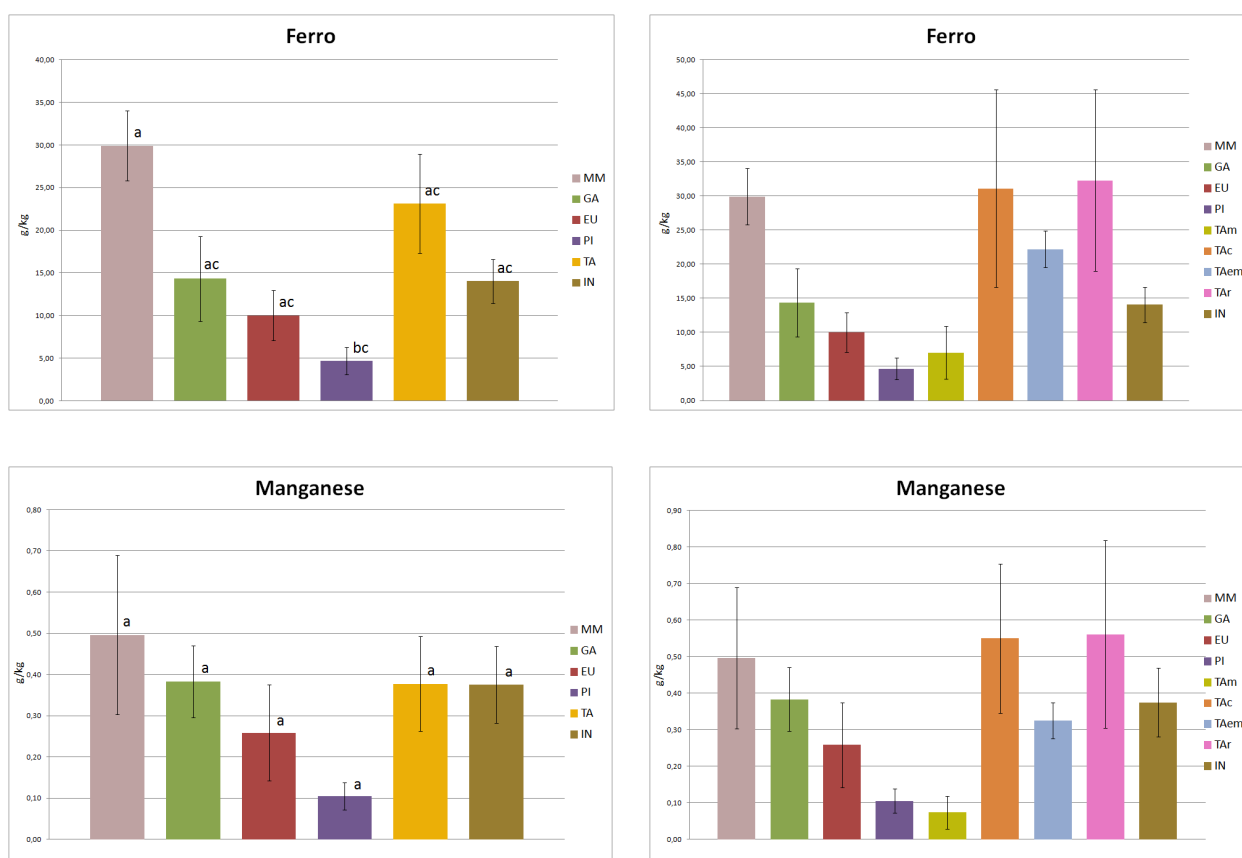 Ferro
40,00
35,00
30,00
25,00
20,00
15,00
10,00
5,00
0,00
g/kg
a
ac
ac
bc
ac
ac
MM
GA
EU
PI
TA
IN
Ferro
50,00
45,00
40,00
35,00
30,00
25,00
20,00
15,00
10,00
5,00
0,00
g/kg
MM
GA
EU
PI
TAm
TAc
TAem
TAr
IN
Manganese
0,80
0,70
0,60
0,50
0,40
0,30
0,20
0,10
0,00
g/kg
a
a
a
a
a
a
MM
GA
EU
PI
TA
IN
Manganese
0,90
0,80
0,70
0,60
0,50
0,40
0,30
0,20
0,10
0,00
g/kg
MM
GA
EU
PI
TAm
TAc
TAem
TAr
IN